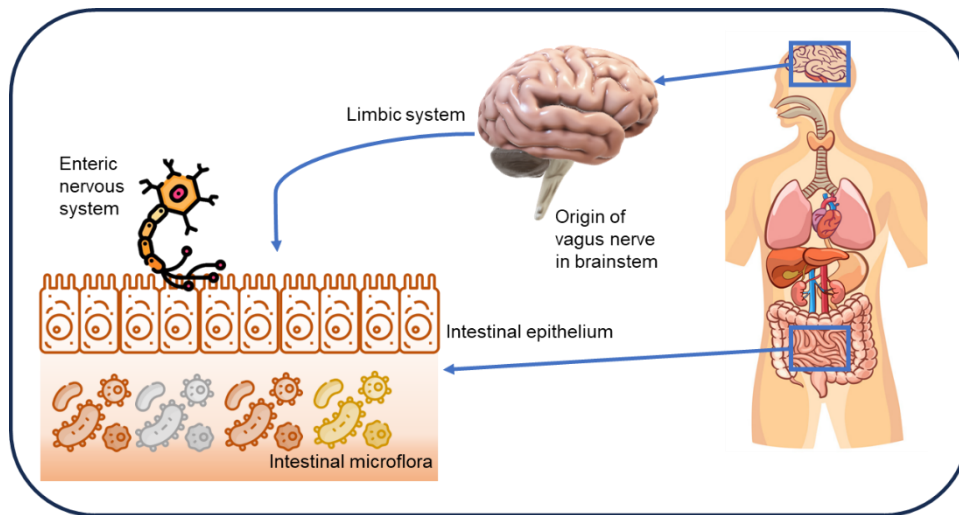 Limbic system
Enteric
nervous
system
Origin of
vagus nerve
in brainstem
Intestinal epithelium
Intestinal microflora